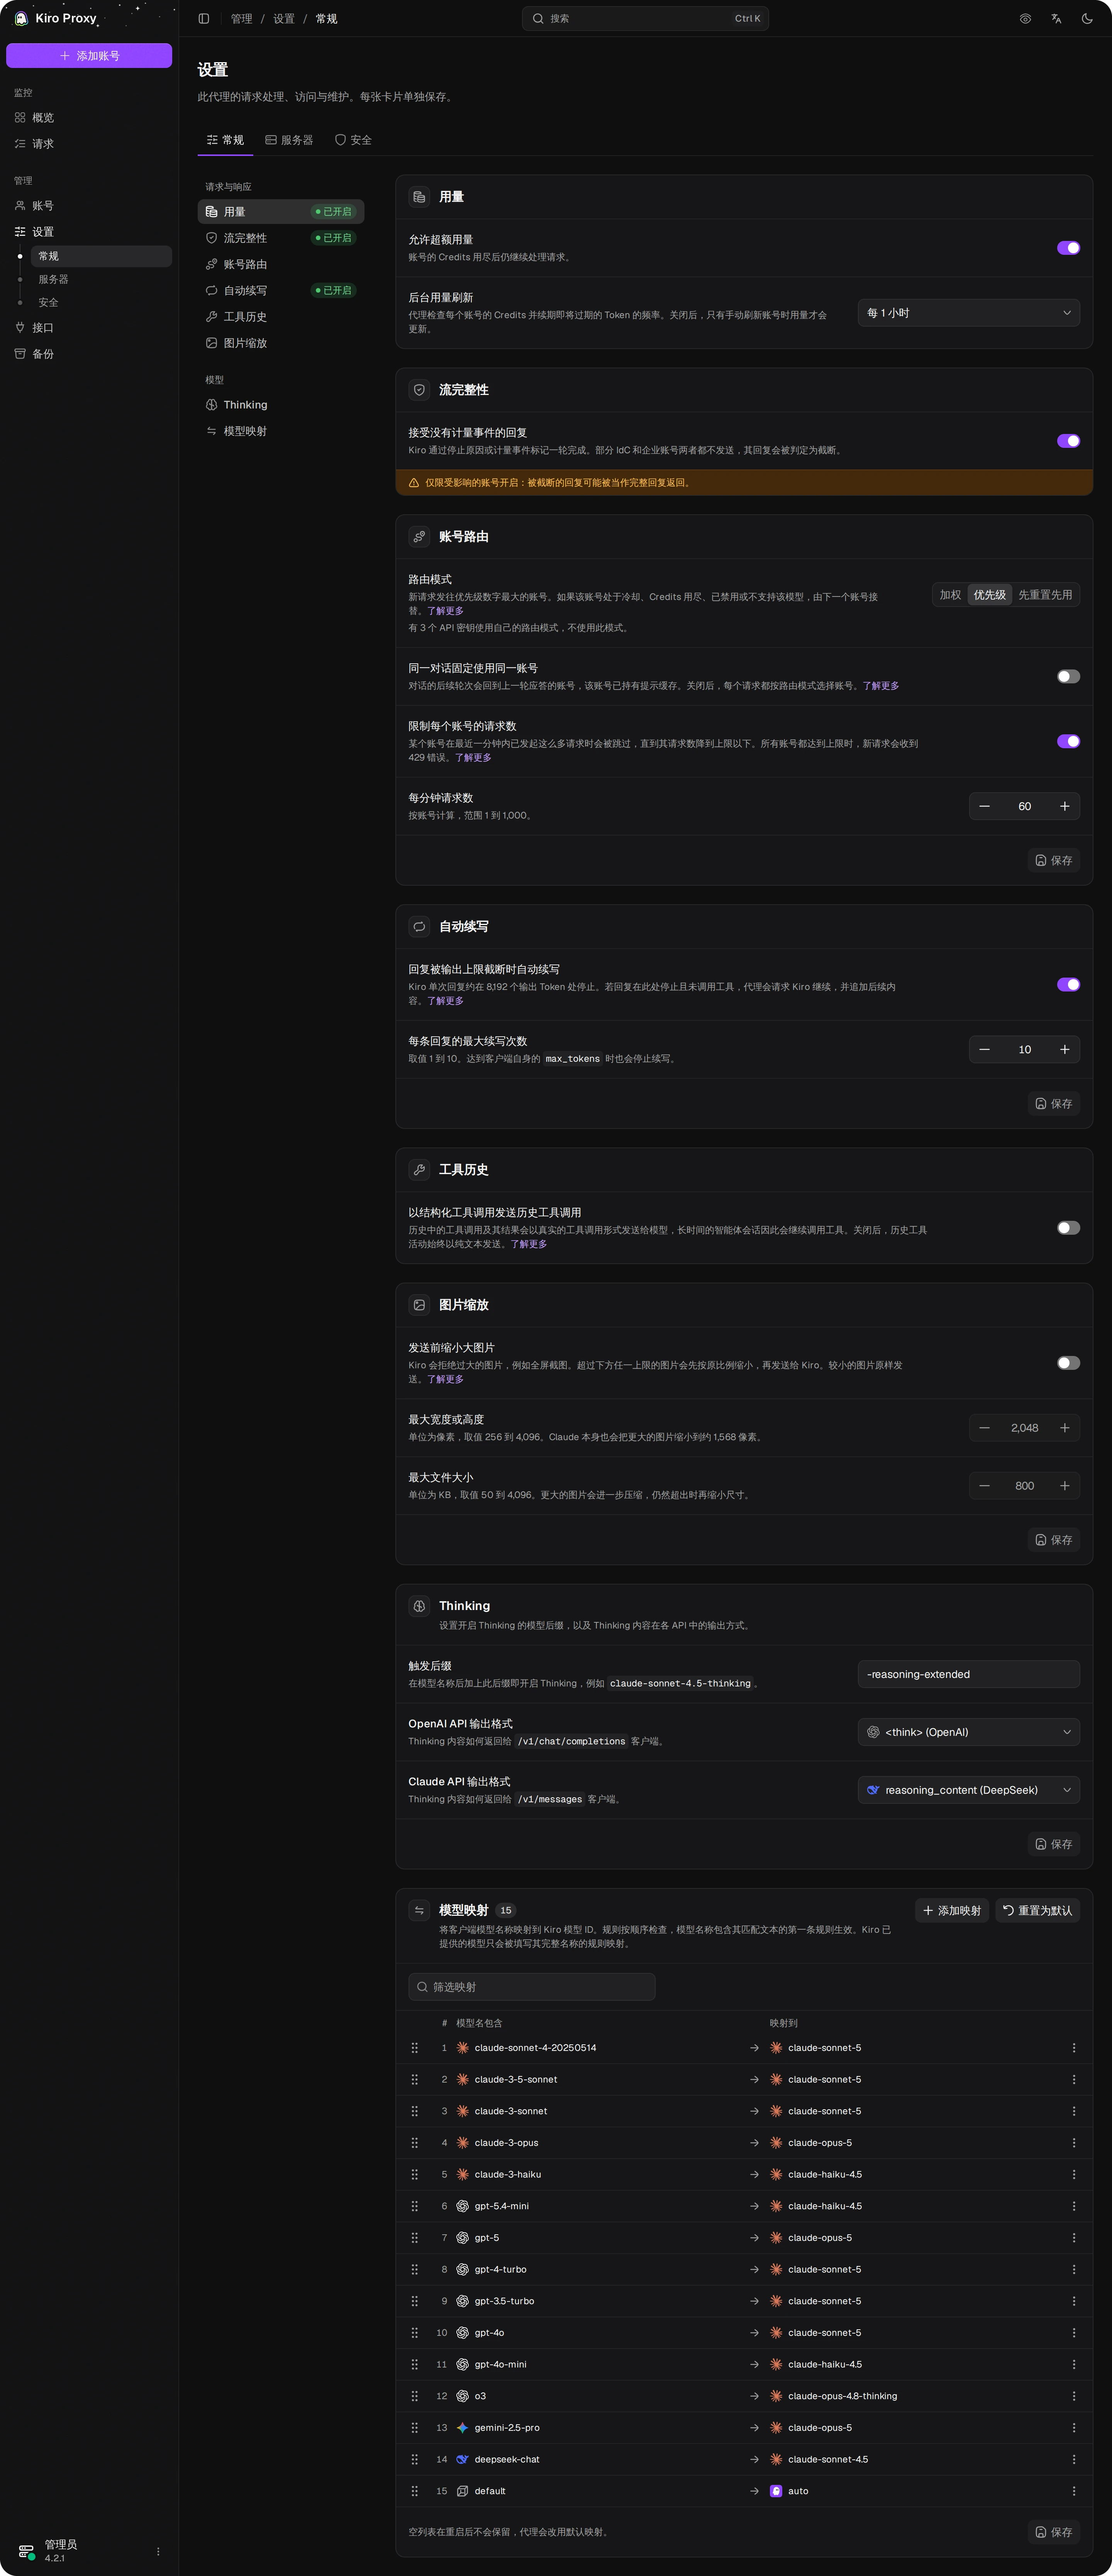 Kiro Proxy
添加账号
监控
概览
请求
管理
账号
设置
常规
服务器
安全
接口
备份
管理员
4.2.1
管理 / 设置 / 常规
搜索
Ctrl K
设置
此代理的请求处理、访问与维护。每张卡片单独保存。
常规
服务器
安全
请求与响应
用量
已开启
流完整性
已开启
账号路由
自动续写
已开启
工具历史
图片缩放
模型
Thinking
模型映射
用量
允许超额用量
账号的 Credits 用尽后仍继续处理请求。
后台用量刷新
代理检查每个账号的 Credits 并续期即将过期的 Token 的频率。关闭后，只有手动刷新账号时用量才会
更新。
每 1 小时
流完整性
接受没有计量事件的回复
Kiro 通过停止原因或计量事件标记一轮完成。部分 IdC 和企业账号两者都不发送，其回复会被判定为截断。
仅限受影响的账号开启：被截断的回复可能被当作完整回复返回。
账号路由
路由模式
新请求发往优先级数字最大的账号。如果该账号处于冷却、Credits 用尽、已禁用或不支持该模型，由下一个账号接
替。了解更多
有 3 个 API 密钥使用自己的路由模式，不使用此模式。
加权
优先级
先重置先用
同一对话固定使用同一账号
对话的后续轮次会回到上一轮应答的账号，该账号已持有提示缓存。关闭后，每个请求都按路由模式选择账号。了解更多
限制每个账号的请求数
某个账号在最近一分钟内已发起这么多请求时会被跳过，直到其请求数降到上限以下。所有账号都达到上限时，新请求会收到
429 错误。了解更多
每分钟请求数
按账号计算，范围 1 到 1,000。
60
保存
自动续写
回复被输出上限截断时自动续写
Kiro 单次回复约在 8,192 个输出 Token 处停止。若回复在此处停止且未调用工具，代理会请求 Kiro 继续，并追加后续内
容。了解更多
每条回复的最大续写次数
取值 1 到 10。达到客户端自身的 max_tokens 时也会停止续写。
10
保存
工具历史
以结构化工具调用发送历史工具调用
历史中的工具调用及其结果会以真实的工具调用形式发送给模型，长时间的智能体会话因此会继续调用工具。关闭后，历史工具
活动始终以纯文本发送。了解更多
图片缩放
发送前缩小大图片
Kiro 会拒绝过大的图片，例如全屏截图。超过下方任一上限的图片会先按原比例缩小，再发送给 Kiro。较小的图片原样发
送。了解更多
最大宽度或高度
单位为像素，取值 256 到 4,096。Claude 本身也会把更大的图片缩小到约 1,568 像素。
2,048
最大文件大小
单位为 KB，取值 50 到 4,096。更大的图片会进一步压缩，仍然超出时再缩小尺寸。
800
保存
Thinking
设置开启 Thinking 的模型后缀，以及 Thinking 内容在各 API 中的输出方式。
触发后缀
在模型名称后加上此后缀即开启 Thinking，例如 claude-sonnet-4.5-thinking。
-reasoning-extended
OpenAI API 输出格式
Thinking 内容如何返回给 /v1/chat/completions 客户端。
<think> (OpenAI)
Claude API 输出格式
Thinking 内容如何返回给 /v1/messages 客户端。
reasoning_content (DeepSeek)
保存
模型映射 15
添加映射
重置为默认
将客户端模型名称映射到 Kiro 模型 ID。规则按顺序检查，模型名称包含其匹配文本的第一条规则生效。Kiro 已
提供的模型只会被填写其完整名称的规则映射。
筛选映射
# 模型名包含 映射到
1 claude-sonnet-4-20250514 → claude-sonnet-5
2 claude-3-5-sonnet → claude-sonnet-5
3 claude-3-sonnet → claude-sonnet-5
4 claude-3-opus → claude-opus-5
5 claude-3-haiku → claude-haiku-4.5
6 gpt-5.4-mini → claude-haiku-4.5
7 gpt-5 → claude-opus-5
8 gpt-4-turbo → claude-sonnet-5
9 gpt-3.5-turbo → claude-sonnet-5
10 gpt-4o → claude-sonnet-5
11 gpt-4o-mini → claude-haiku-4.5
12 o3 → claude-opus-4.8-thinking
13 gemini-2.5-pro → claude-opus-5
14 deepseek-chat → claude-sonnet-4.5
15 default → auto
空列表在重启后不会保留，代理会改用默认映射。
保存